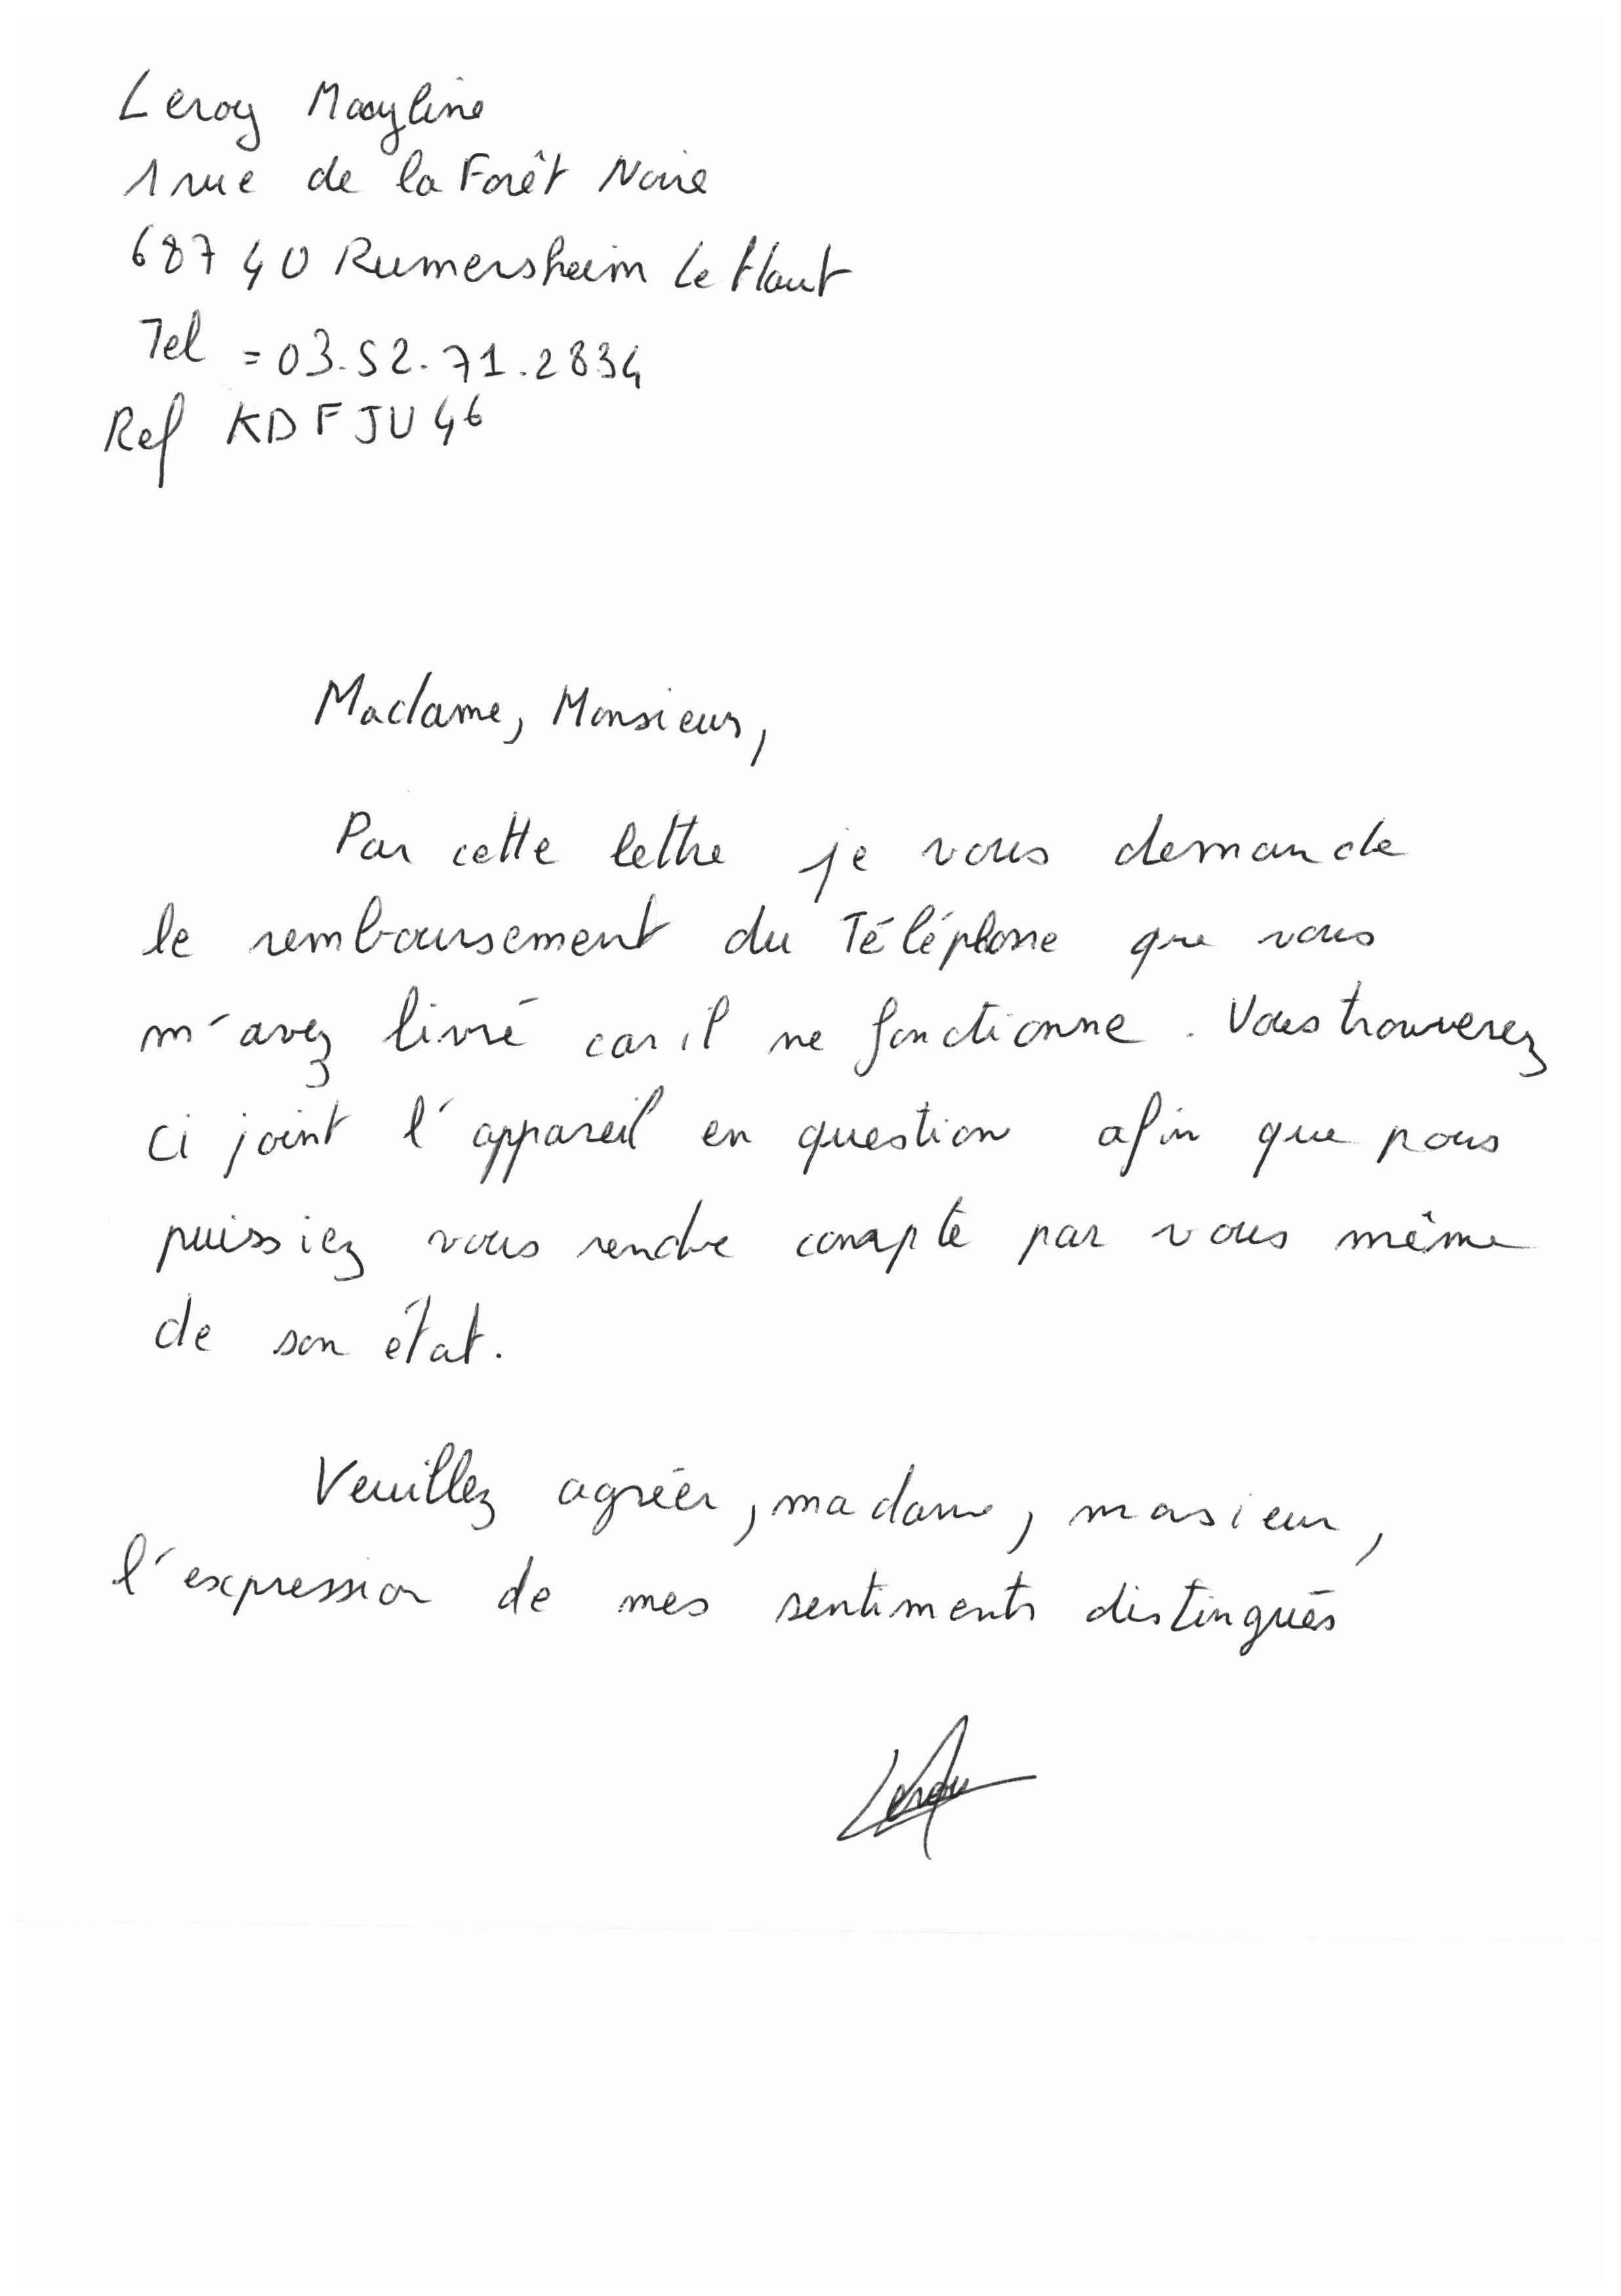 Leroy Mayline
1 rue de la Forêt Noire
68740 Rumersheim Le Haut
Tel = 03.52.71.2834
Ref KDFJU46
Madame, Monsieur,
Par cette lettre je vous demande
le remboursement du Téléphone que vous
m'avez livré car il ne fonctionne. Vous trouverez
ci joint l'appareil en question afin que pous
puissiez vous rendre compte par vous même
de son état.
Veuillez agréer, madame, monsieur,
l'expression de mes sentiments distingués
Leroy